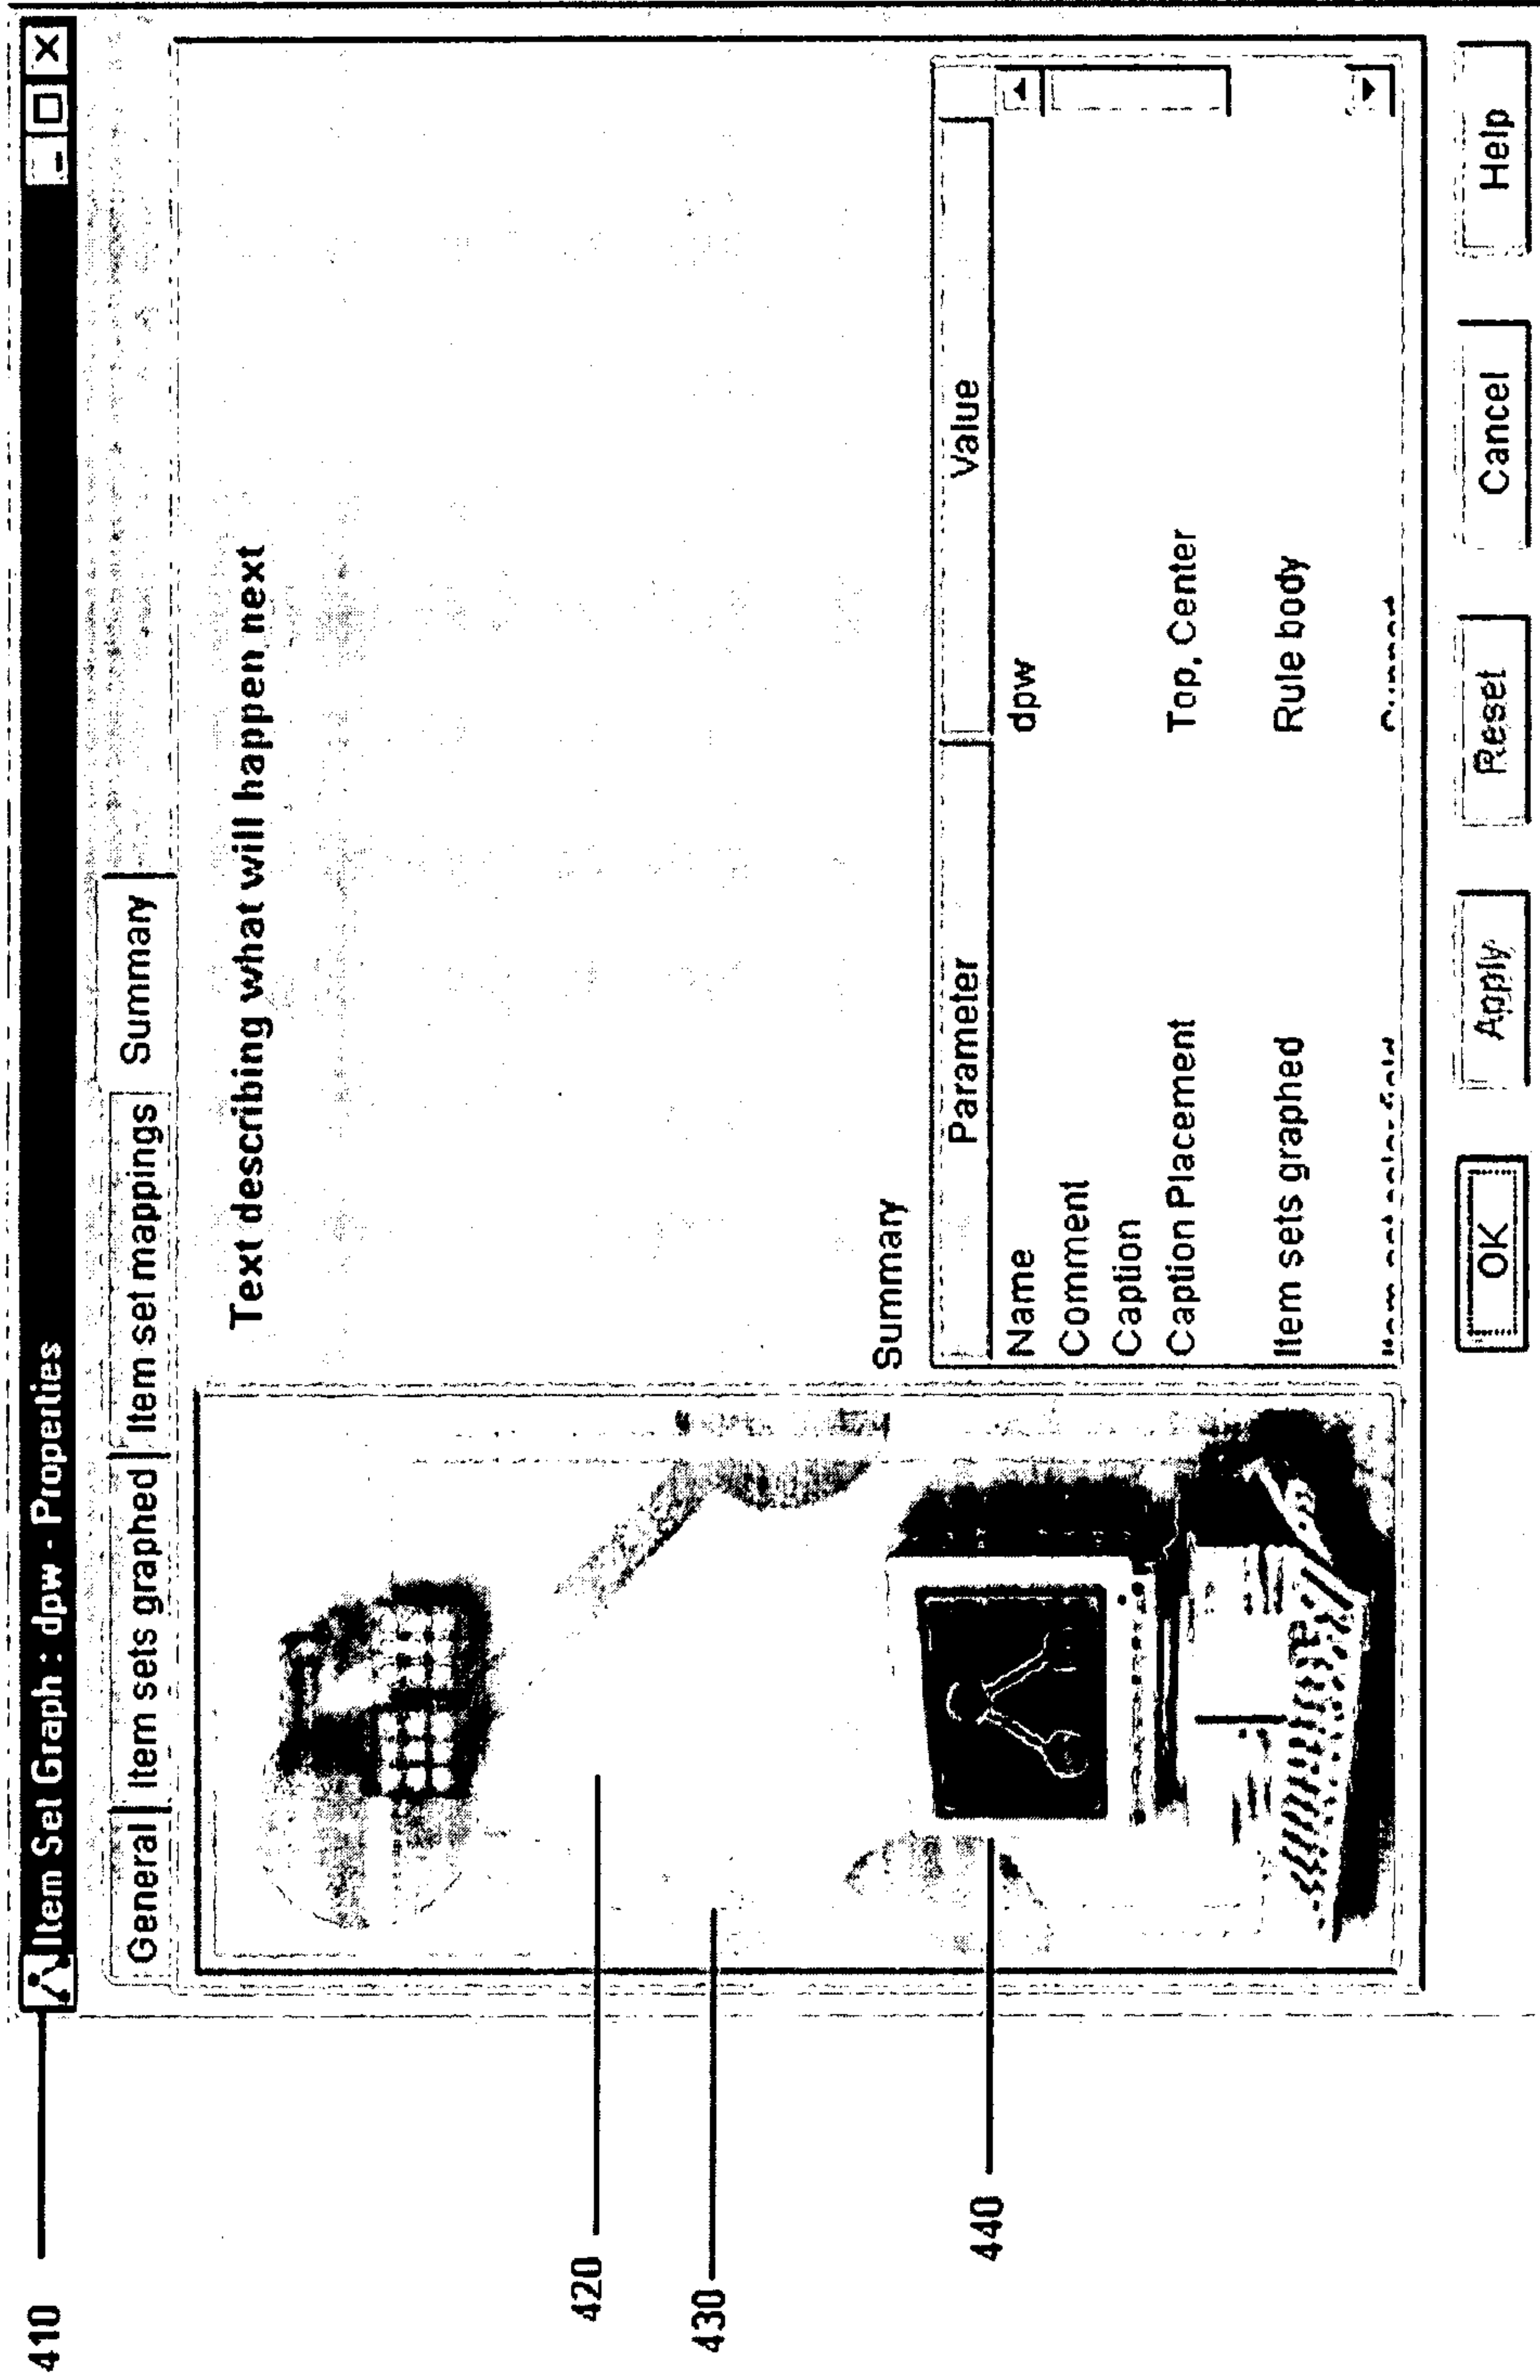 Item Set Graph : dpw - Properties
General Item sets graphed Item set mappings Summary
Text describing what will happen next
Summary
Parameter Value
Name dpw
Comment
Caption
Caption Placement Top, Center
Item sets graphed Rule body
OK Apply Reset Cancel Help
410
420
430
440